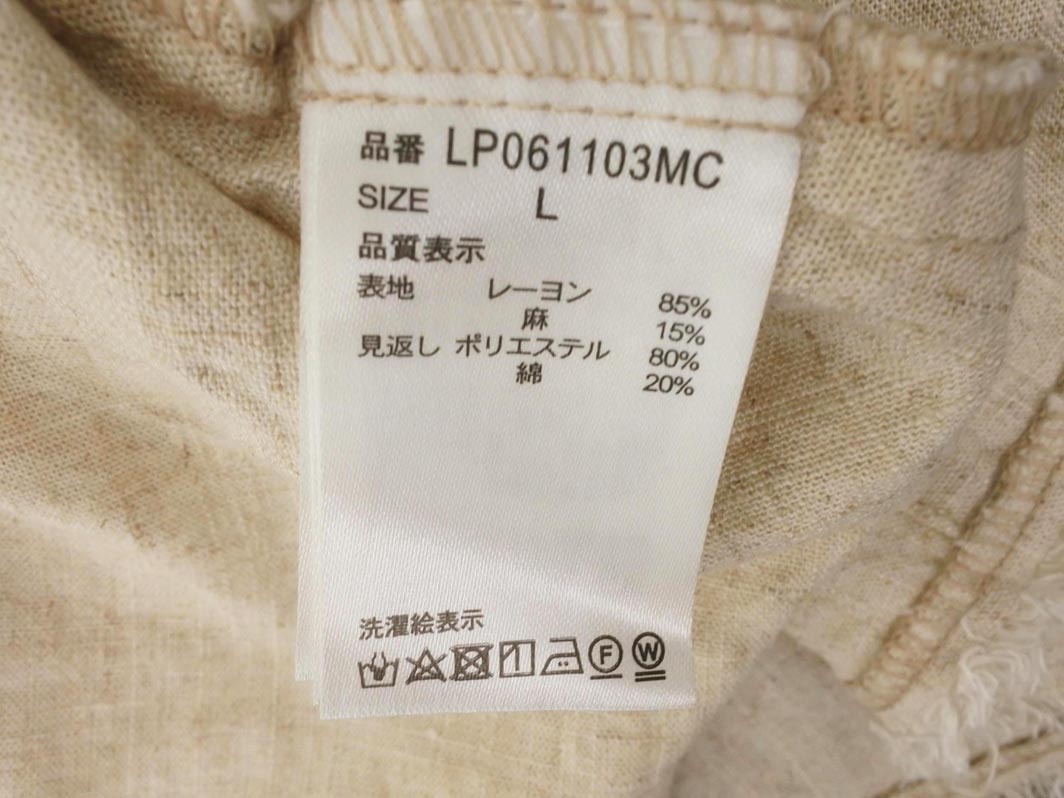 品番 LP061103MC
SIZE L
品質表示
表地 レーヨン 85%
麻 15%
見返し ポリエステル 80%
綿 20%
洗濯絵表示
F W